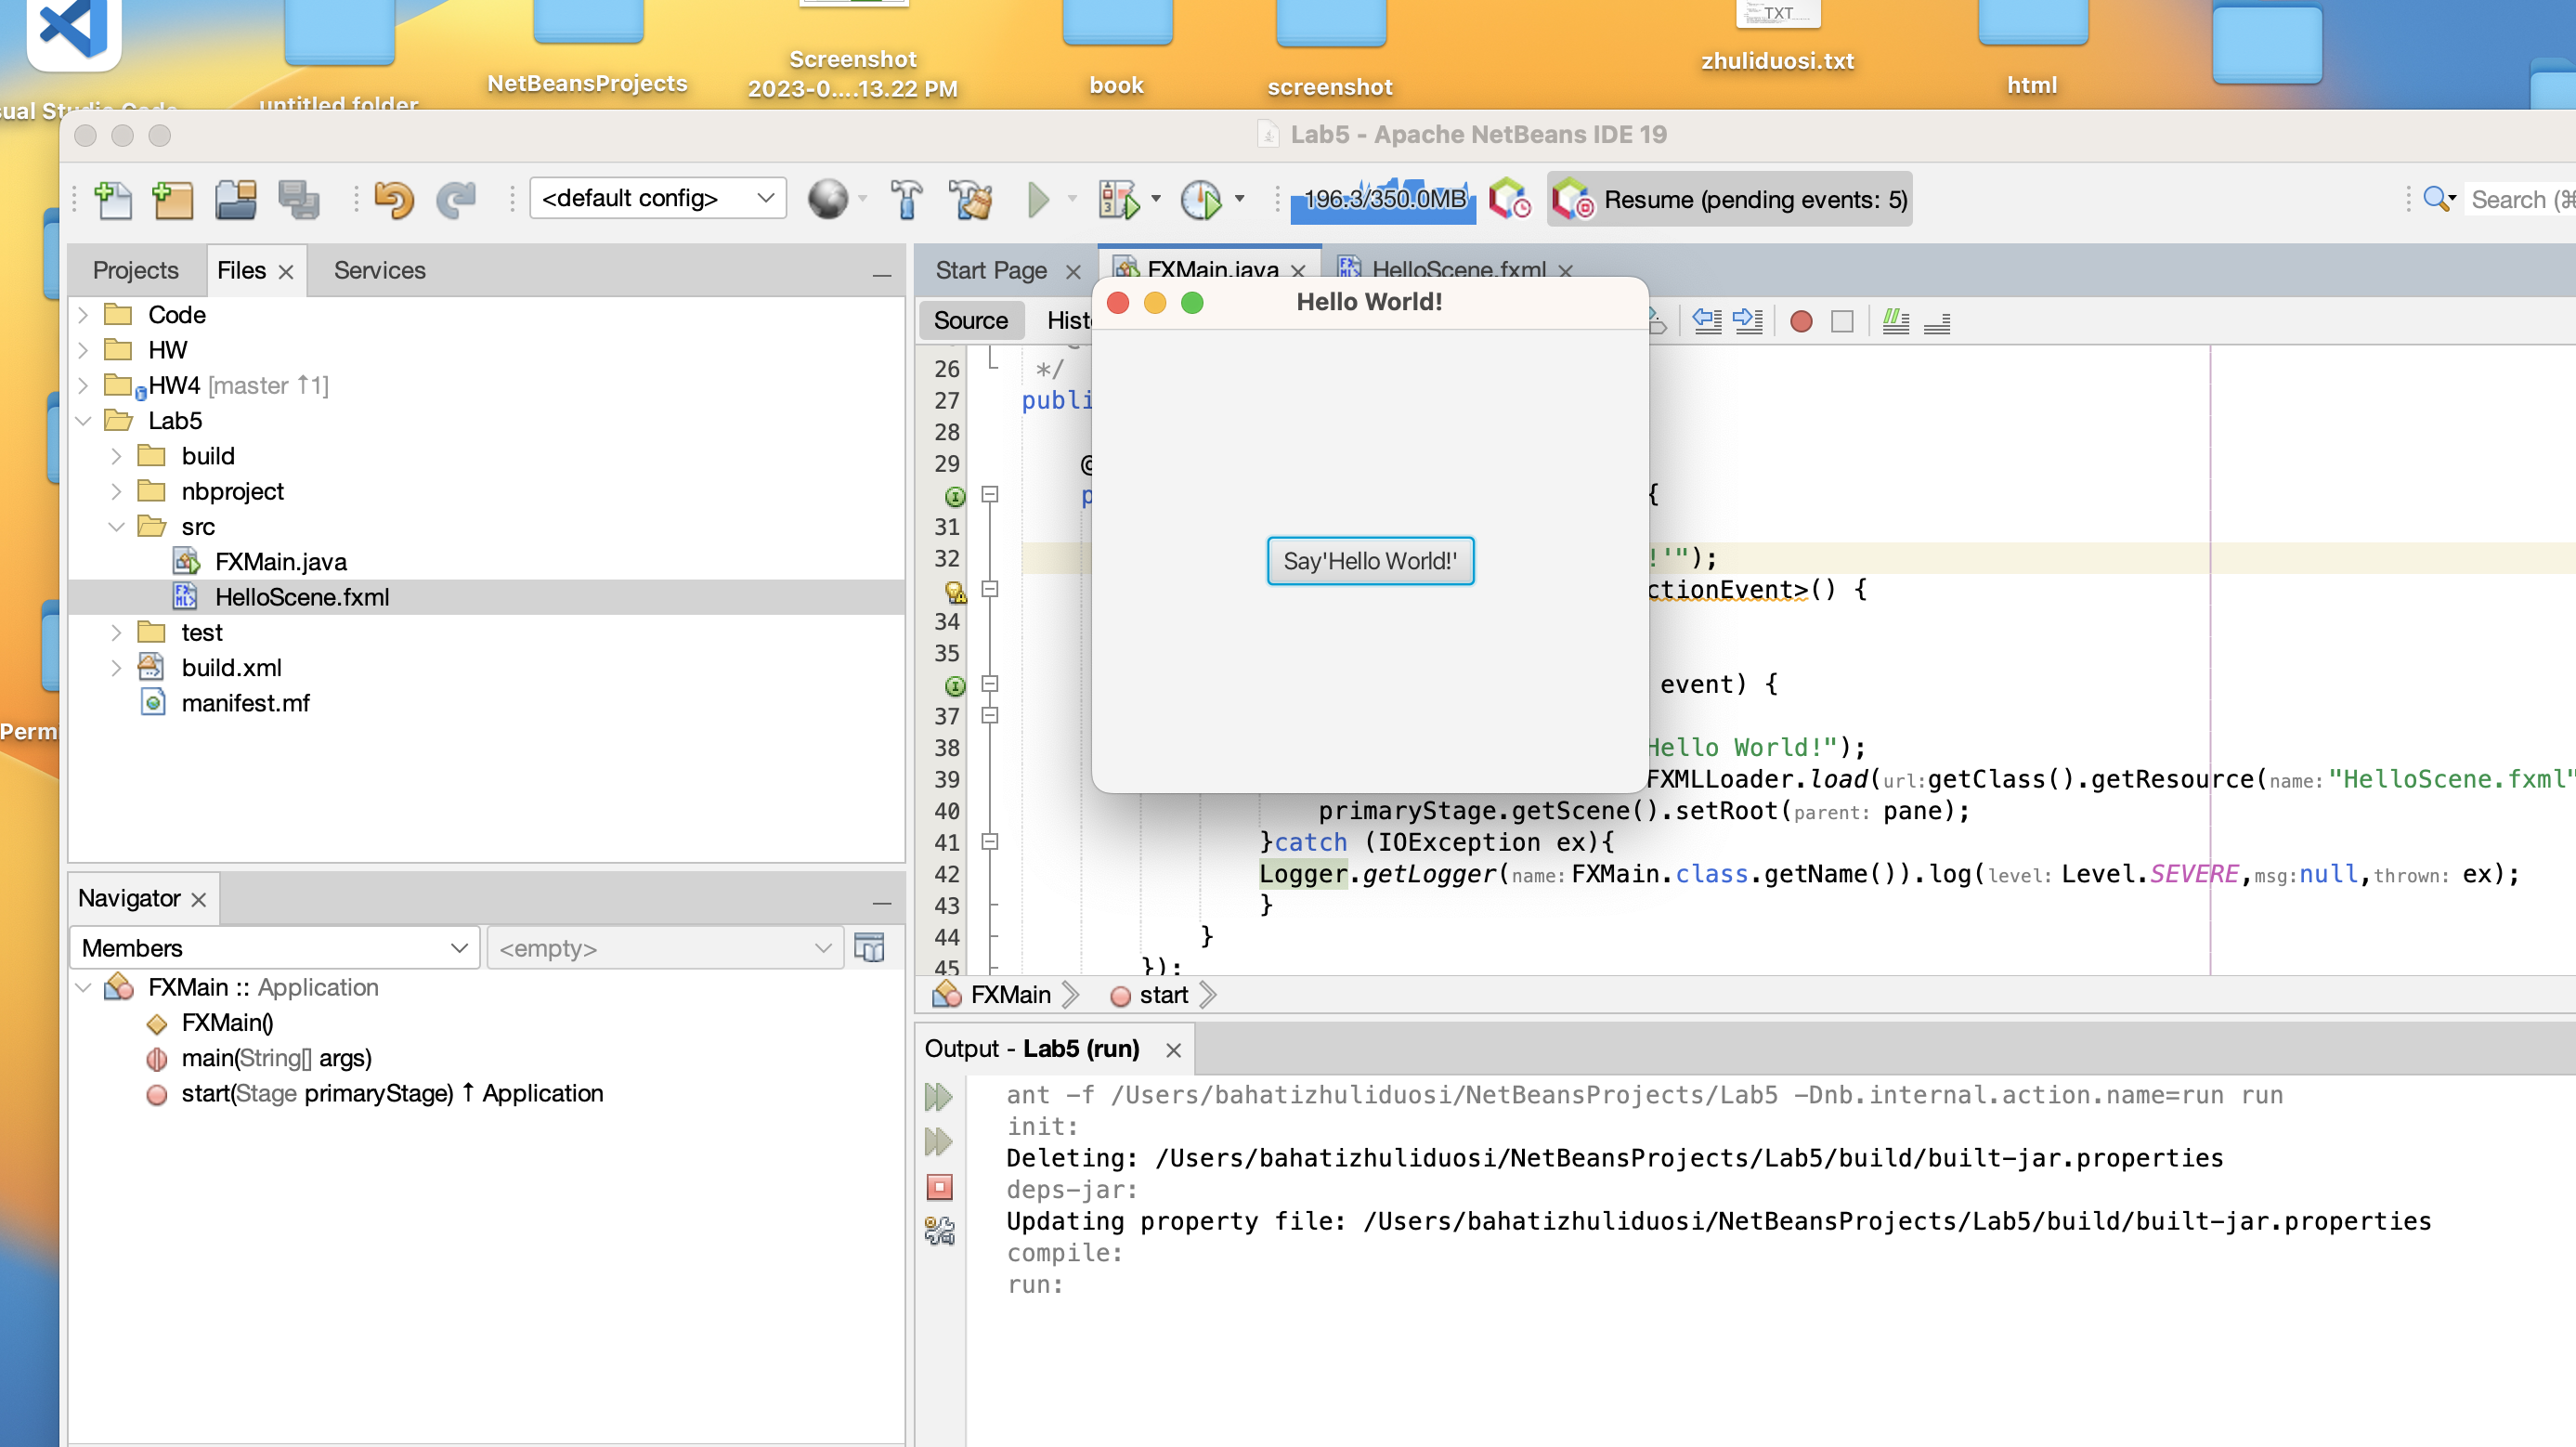 TXT
Screenshot
2023-0....13.22 PM
NetBeansProjects
book
screenshot
zhuliduosi.txt
html
untitled folder
sual Studio Code
Lab5 - Apache NetBeans IDE 19
<default config>
196.3/350.0MB
Resume (pending events: 5)
Search (⌘
Projects
Files
Services
Code
HW
HW4 [master ↑1]
Lab5
build
nbproject
src
FXMain.java
HelloScene.fxml
test
build.xml
manifest.mf
Permi
Navigator
Members
<empty>
FXMain :: Application
FXMain()
main(String[] args)
start(Stage primaryStage) ↑ Application
Start Page
FXMain.java
HelloScene.fxml
Source
Histo
Hello World!
Say'Hello World!'
26 */
27 publi
28
29 @
p {
31
32 !'");
ctionEvent>() {
34
35
event) {
37
38 Hello World!");
39 FXMLLoader.load(url:getClass().getResource(name:"HelloScene.fxml"
40 primaryStage.getScene().setRoot(parent: pane);
41 }catch (IOException ex){
42 Logger.getLogger(name:FXMain.class.getName()).log(level: Level.SEVERE,msg:null,thrown: ex);
43 }
44 }
45 });
FXMain
start
Output - Lab5 (run)
ant -f /Users/bahatizhuliduosi/NetBeansProjects/Lab5 -Dnb.internal.action.name=run run
init:
Deleting: /Users/bahatizhuliduosi/NetBeansProjects/Lab5/build/built-jar.properties
deps-jar:
Updating property file: /Users/bahatizhuliduosi/NetBeansProjects/Lab5/build/built-jar.properties
compile:
run: